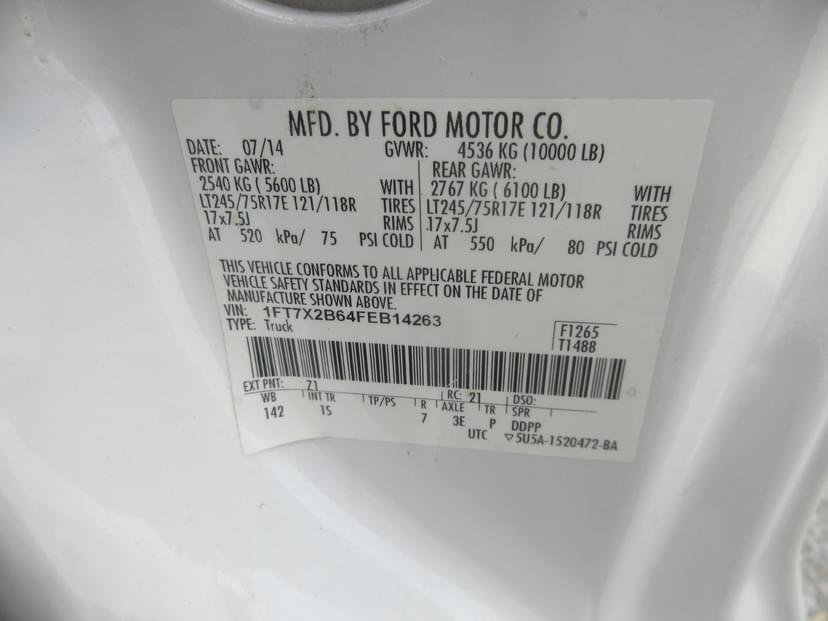 MFD. BY FORD MOTOR CO.
DATE: 07/14 GVWR: 4536 KG (10000 LB)
FRONT GAWR: REAR GAWR:
2540 KG ( 5600 LB) WITH 2767 KG ( 6100 LB) WITH
LT245/75R17E 121/118R TIRES LT245/75R17E 121/118R TIRES
17x7.5J RIMS 17x7.5J RIMS
AT 520 kPa/ 75 PSI COLD AT 550 kPa/ 80 PSI COLD
THIS VEHICLE CONFORMS TO ALL APPLICABLE FEDERAL MOTOR
VEHICLE SAFETY STANDARDS IN EFFECT ON THE DATE OF
MANUFACTURE SHOWN ABOVE.
VIN: 1FT7X2B64FEB14263
TYPE: Truck
F1265
T1488
EXT PNT: Z1 RC: 21 DSO:
WB INT TR TP/PS R AXLE TR SPR
142 15 7 3E P DDPP
UTC ▽5U5A-1520472-BA